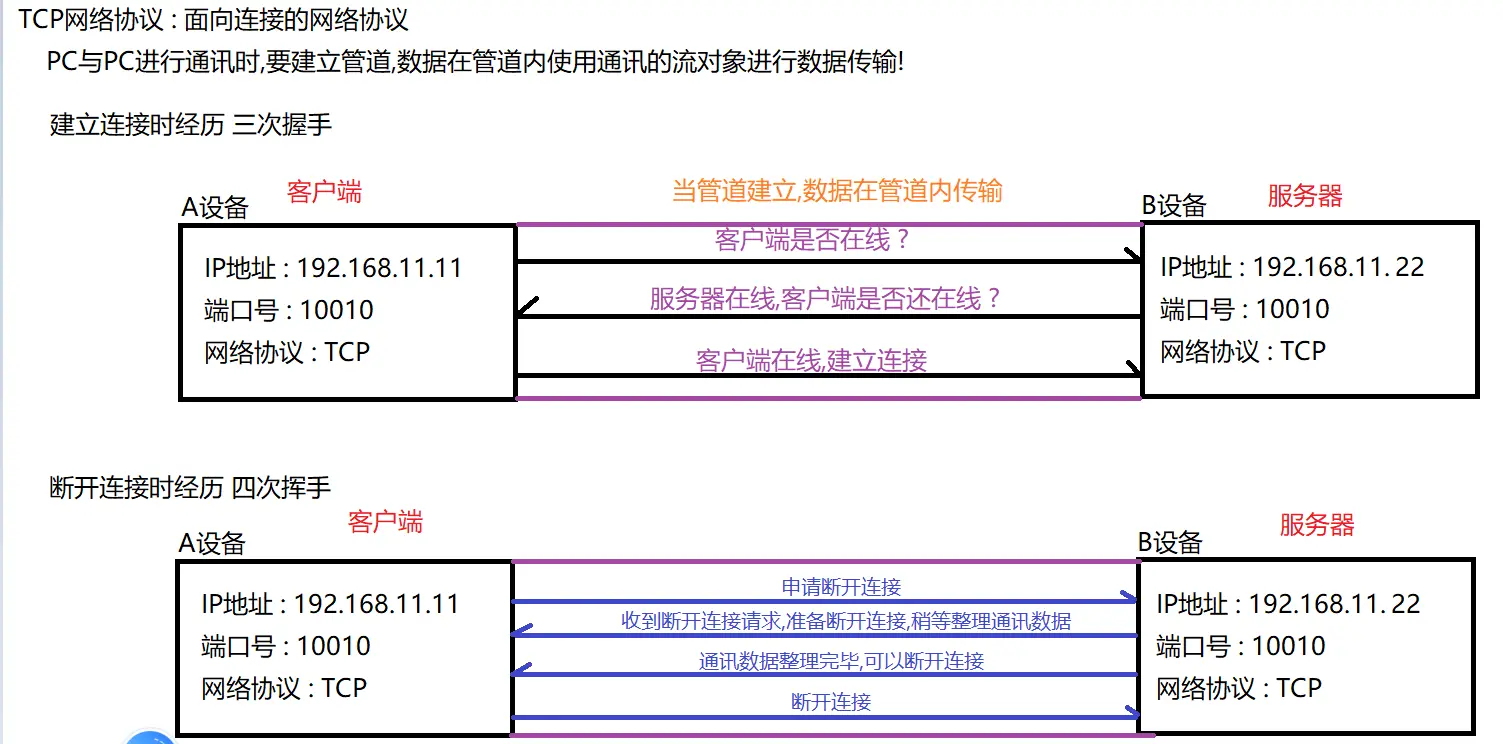 TCP网络协议 : 面向连接的网络协议
PC与PC进行通讯时,要建立管道,数据在管道内使用通讯的流对象进行数据传输!
建立连接时经历 三次握手
A设备
客户端
当管道建立,数据在管道内传输
B设备
服务器
IP地址 : 192.168.11.11
端口号 : 10010
网络协议 : TCP
客户端是否在线 ?
服务器在线,客户端是否还在线 ?
客户端在线,建立连接
IP地址 : 192.168.11. 22
端口号 : 10010
网络协议 : TCP
断开连接时经历 四次挥手
A设备
客户端
B设备
服务器
IP地址 : 192.168.11.11
端口号 : 10010
网络协议 : TCP
申请断开连接
收到断开连接请求,准备断开连接,稍等整理通讯数据
通讯数据整理完毕,可以断开连接
断开连接
IP地址 : 192.168.11. 22
端口号 : 10010
网络协议 : TCP